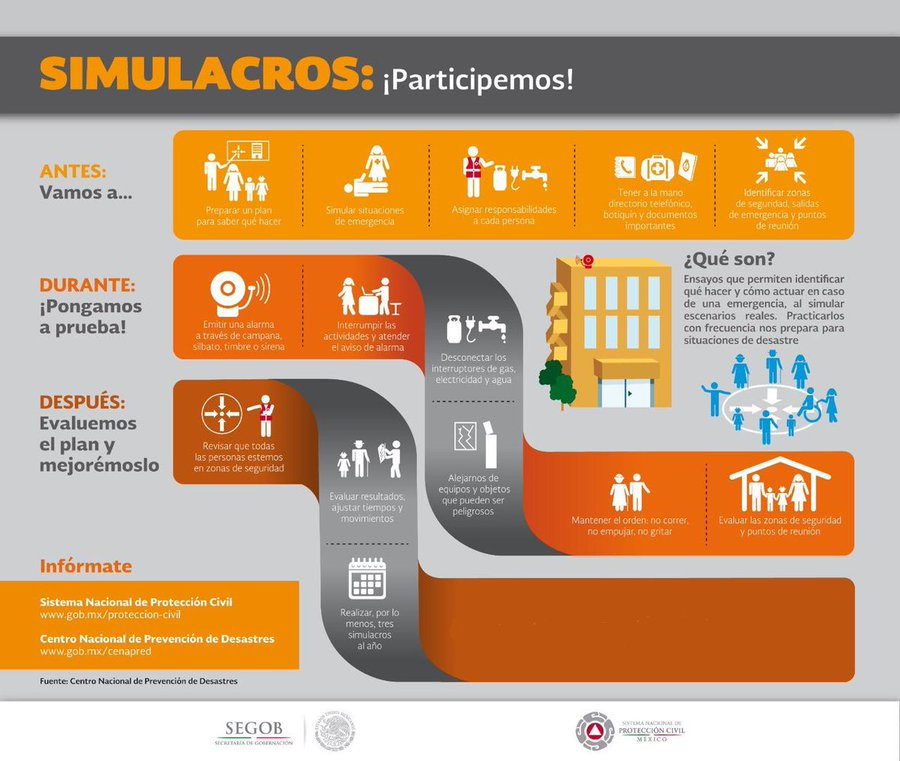 SIMULACROS: ¡Participemos!
ANTES:
Vamos a...
Preparar un plan
para saber qué hacer
Simular situaciones
de emergencia
Asignar responsabilidades
a cada persona
Tener a la mano
directorio telefónico,
botiquín y documentos
importantes
Identificar zonas
de seguridad, salidas
de emergencia y puntos
de reunión
DURANTE:
¡Pongamos
a prueba!
Emitir una alarma
a través de campana,
silbato, timbre o sirena
Interrumpir las
actividades y atender
el aviso de alarma
Desconectar los
interruptores de gas,
electricidad y agua
Alejarnos de
equipos y objetos
que pueden ser
peligrosos
Mantener el orden: no correr,
no empujar, no gritar
Evaluar las zonas de seguridad
y puntos de reunión
¿Qué son?
Ensayos que permiten identificar
qué hacer y cómo actuar en caso
de una emergencia, al simular
escenarios reales. Practicarlos
con frecuencia nos prepara para
situaciones de desastre
DESPUÉS:
Evaluemos
el plan y
mejorémoslo
Revisar que todas
las personas estemos
en zonas de seguridad
Evaluar resultados,
ajustar tiempos y
movimientos
Realizar, por lo
menos, tres
simulacros
al año
Infórmate
Sistema Nacional de Protección Civil
www.gob.mx/proteccion-civil
Centro Nacional de Prevención de Desastres
www.gob.mx/cenapred
Fuente: Centro Nacional de Prevención de Desastres
SEGOB
SECRETARÍA DE GOBERNACIÓN
SISTEMA NACIONAL DE
PROTECCIÓN CIVIL
MÉXICO